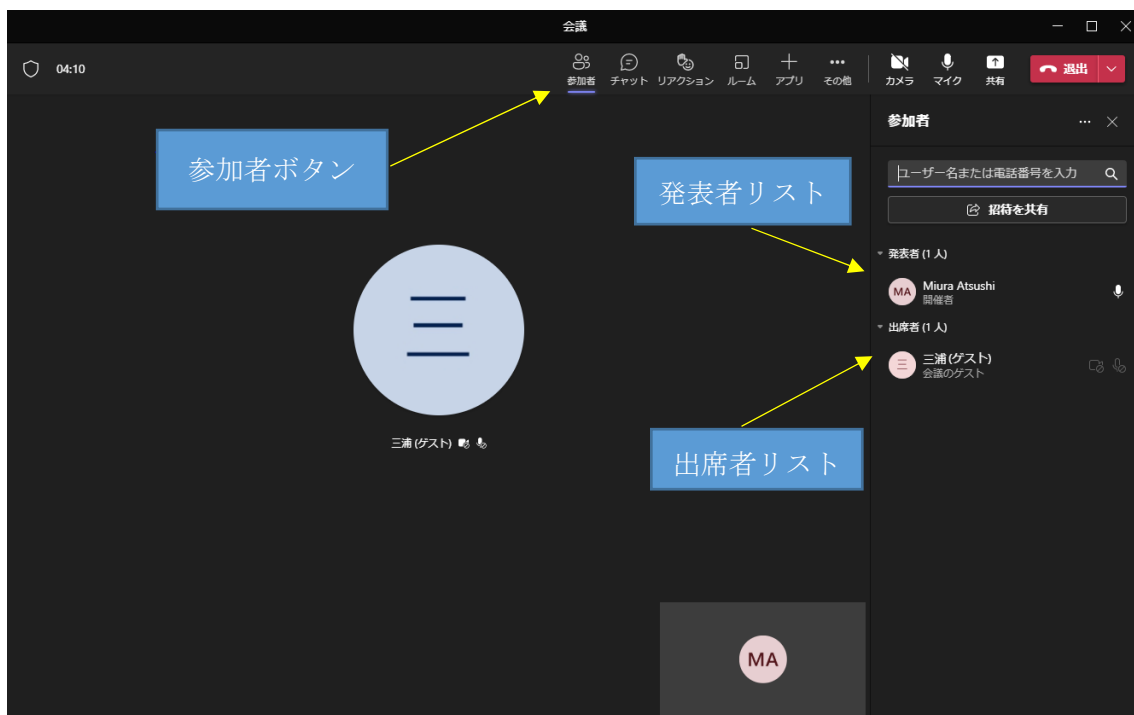 会議
04:10
参加者 チャット リアクション ルーム アプリ その他 カメラ マイク 共有 退出
参加者
参加者ボタン
ユーザー名または電話番号を入力
発表者リスト
招待を共有
発表者 (1 人)
MA Miura Atsushi
開催者
出席者 (1 人)
三 三浦 (ゲスト)
会議のゲスト
三
三浦 (ゲスト)
出席者リスト
MA